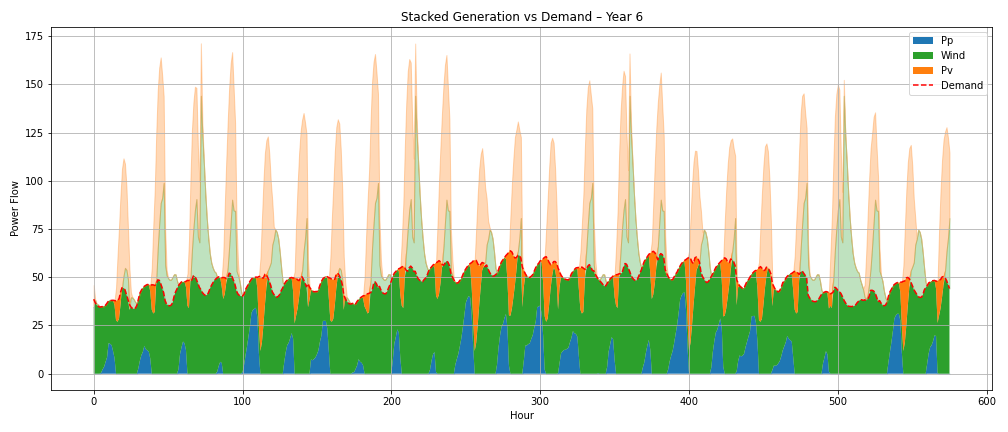 Stacked Generation vs Demand – Year 6
Power Flow
175
150
125
100
75
50
25
0
Pp
Wind
Pv
Demand
0
100
200
300
400
500
600
Hour